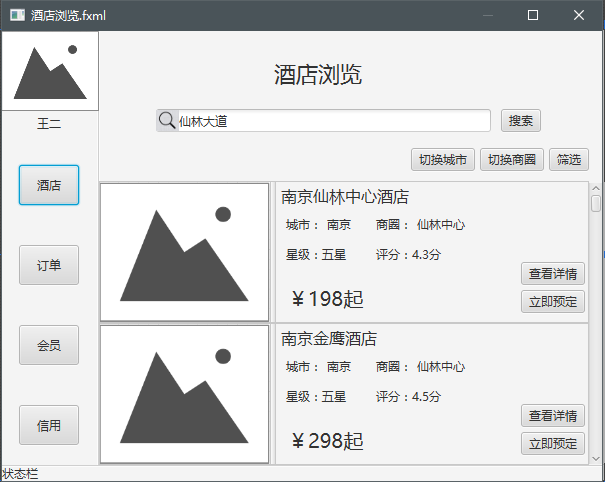 酒店浏览.fxml
王二
酒店
订单
会员
信用
酒店浏览
仙林大道
搜索
切换城市 切换商圈 筛选
南京仙林中心酒店
城市： 南京 商圈： 仙林中心
星级：五星 评分：4.3分
查看详情
￥198起
立即预定
南京金鹰酒店
城市： 南京 商圈： 仙林中心
星级：五星 评分：4.5分
查看详情
￥298起
立即预定
状态栏